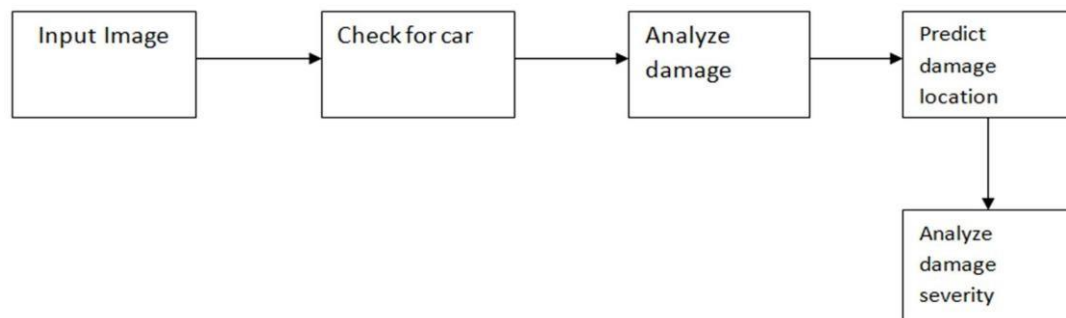 Input Image
Check for car
Analyze
damage
Predict
damage
location
Analyze
damage
severity